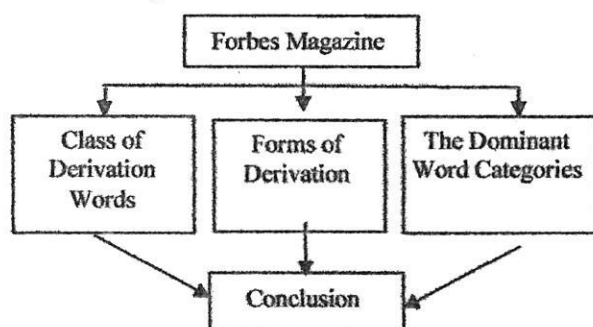 Forbes Magazine
Class of
Derivation
Words
Forms of
Derivation
The Dominant
Word Categories
Conclusion